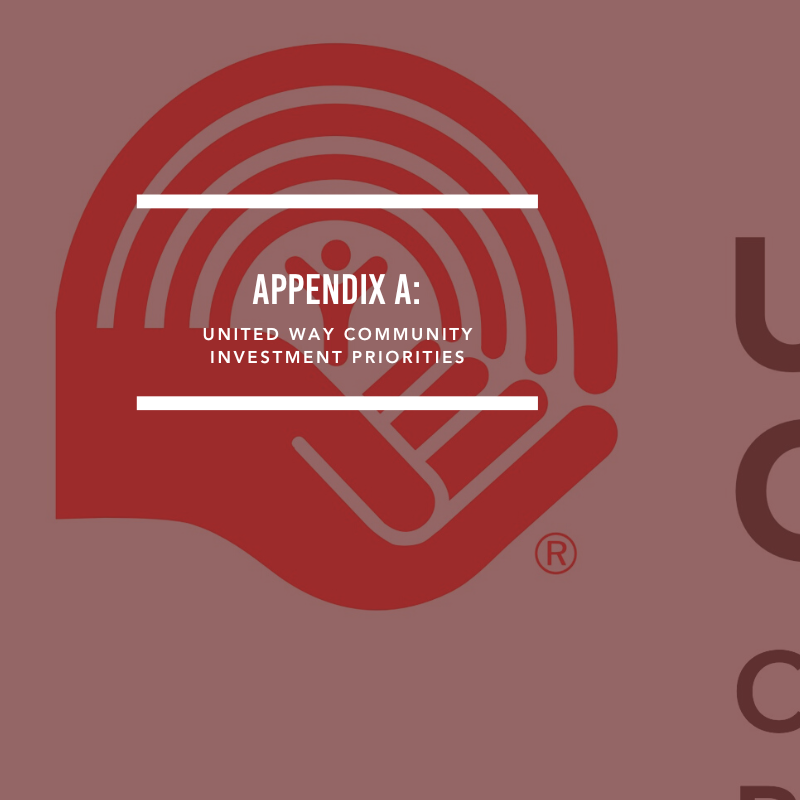 APPENDIX A:
UNITED WAY COMMUNITY
INVESTMENT PRIORITIES
®
U
C